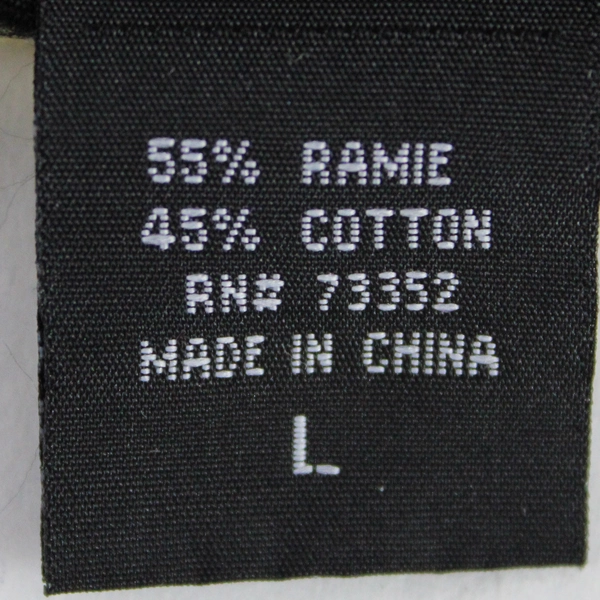 55% RAMIE
45% COTTON
RN# 73352
MADE IN CHINA
L